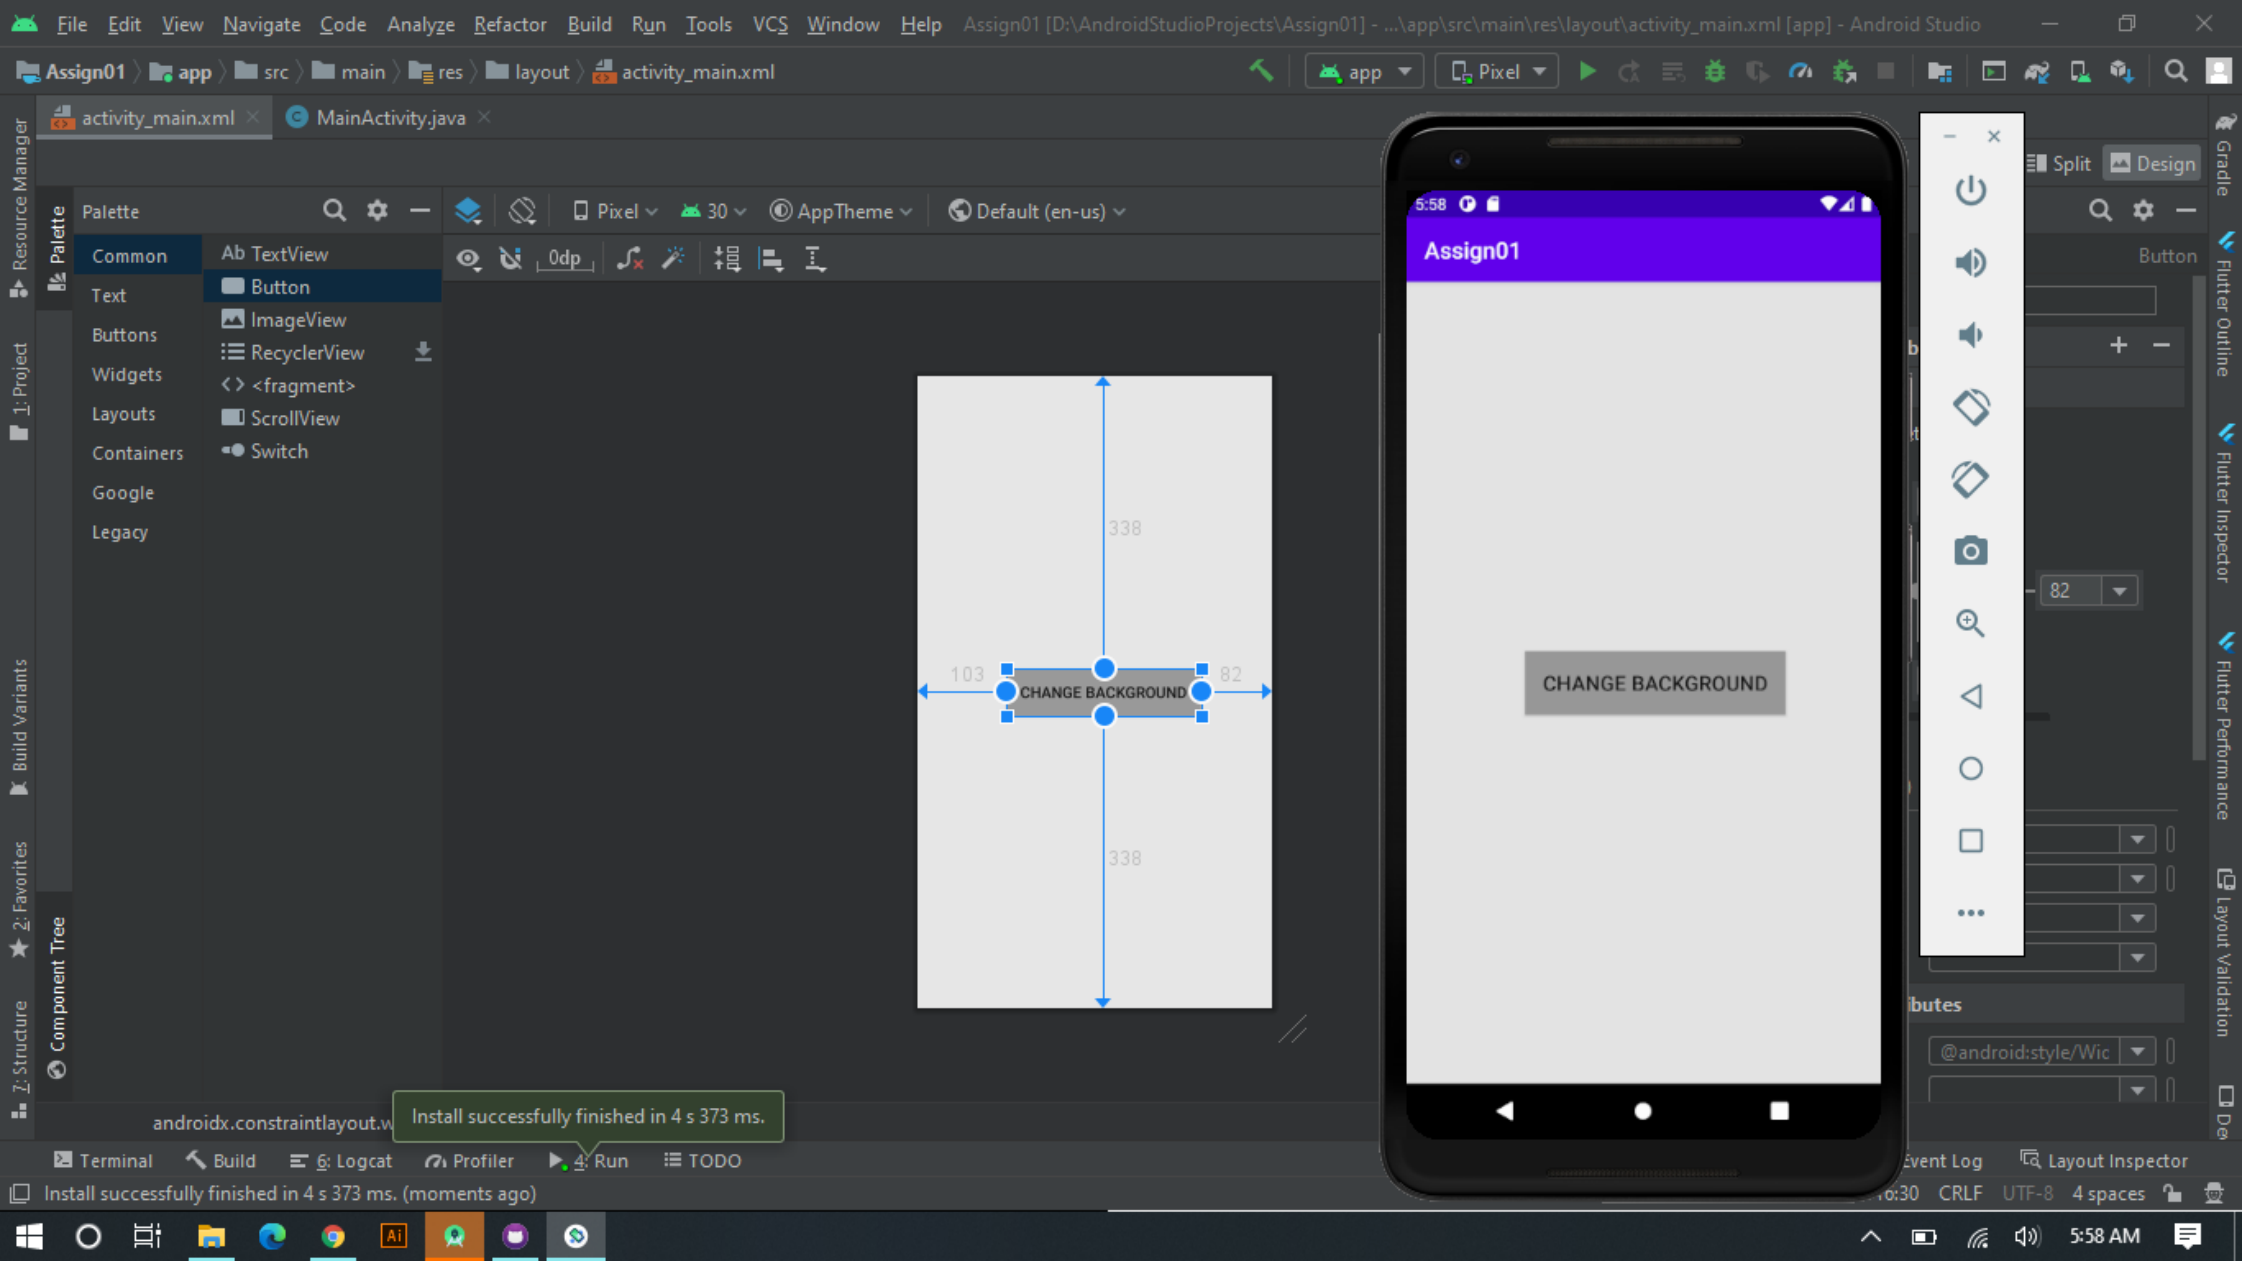 File Edit View Navigate Code Analyze Refactor Build Run Tools VCS Window Help Assign01 [D:\AndroidStudioProjects\Assign01] - ...\app\src\main\res\layout\activity_main.xml [app] - Android Studio
Assign01 app src main res layout activity_main.xml app Pixel
activity_main.xml MainActivity.java
Split Design
Palette Pixel 30 AppTheme Default (en-us)
0dp
Common
Text
Buttons
Widgets
Layouts
Containers
Google
Legacy
Ab TextView
Button
ImageView
RecyclerView
<fragment>
ScrollView
Switch
338
103 CHANGE BACKGROUND 82
338
5:58
Assign01
CHANGE BACKGROUND
Button
82
butes
@android:style/Wic
Resource Manager
1: Project
Build Variants
2: Favorites
7: Structure
Palette
Component Tree
Gradle
Flutter Outline
Flutter Inspector
Flutter Performance
Layout Validation
De
androidx.constraintlayout.w
Install successfully finished in 4 s 373 ms.
Terminal Build 6: Logcat Profiler 4: Run TODO Event Log Layout Inspector
Install successfully finished in 4 s 373 ms. (moments ago) 16:30 CRLF UTF-8 4 spaces
Ai 5:58 AM